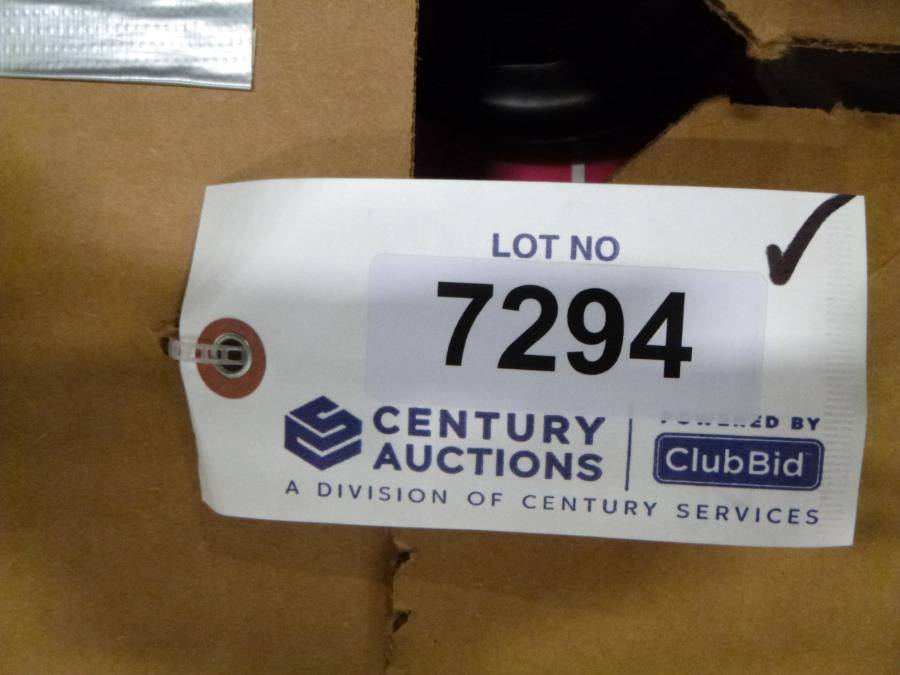 LOT NO
7294
CENTURY
AUCTIONS
POWERED BY
ClubBid
A DIVISION OF CENTURY SERVICES